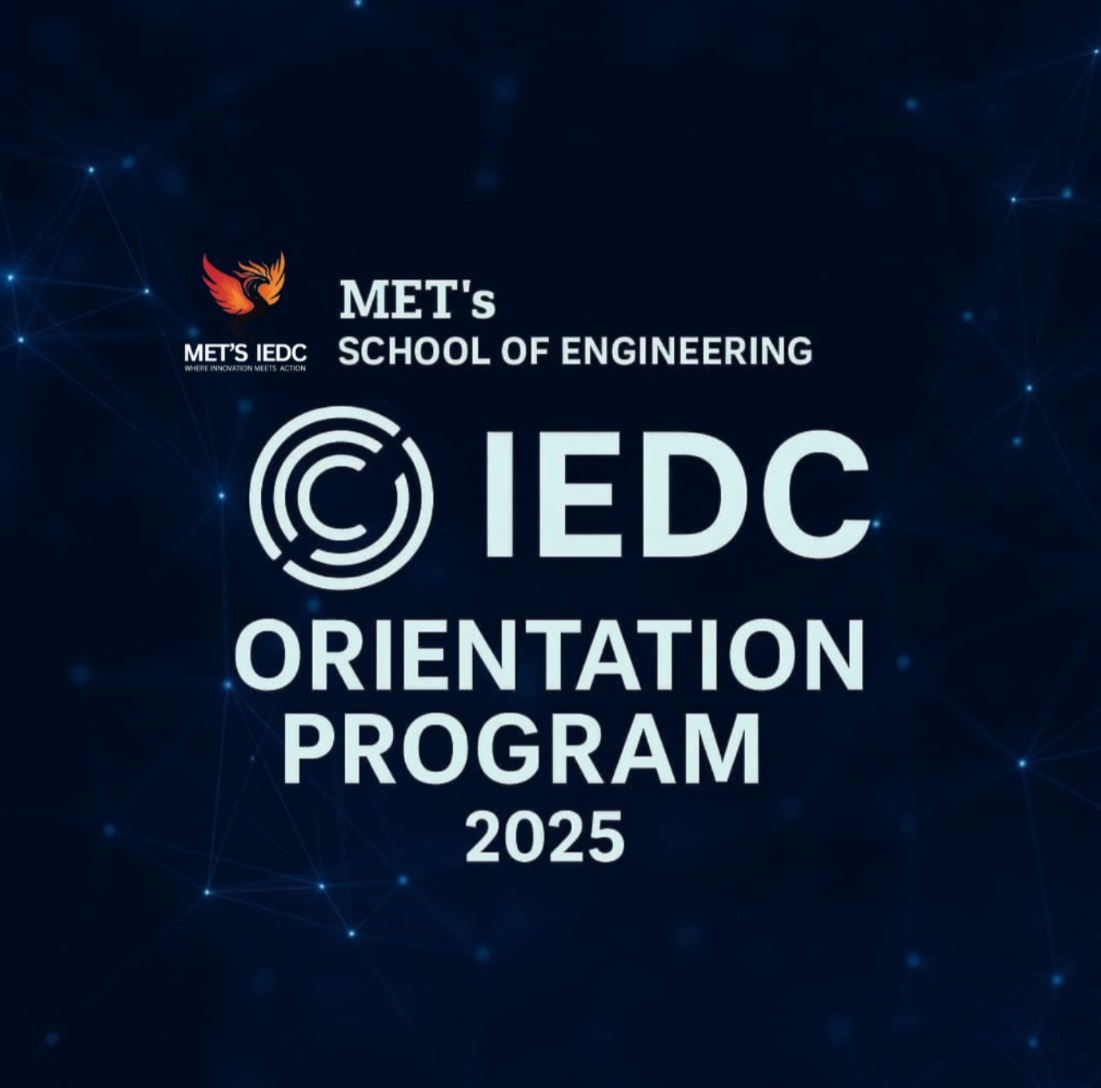 MET'S IEDC
WHERE INNOVATION MEETS ACTION
MET's
SCHOOL OF ENGINEERING
IEDC
ORIENTATION
PROGRAM
2025